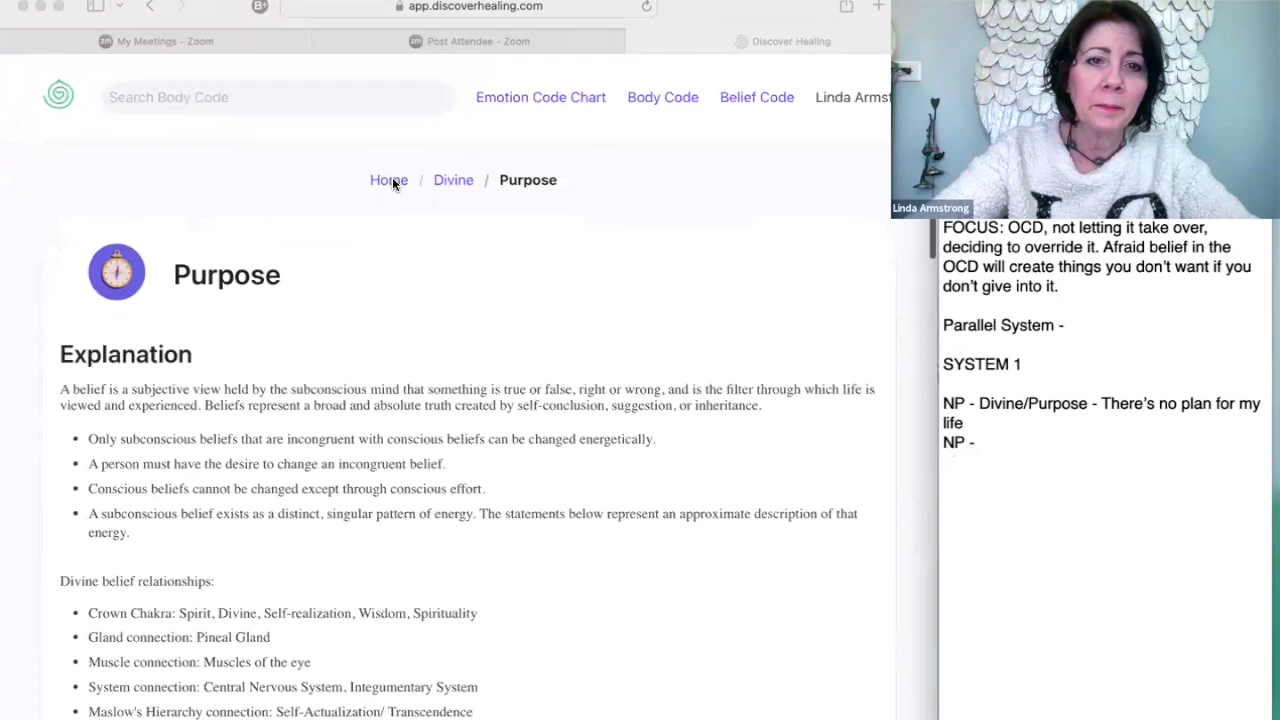 B+
app.discoverhealing.com
zm My Meetings - Zoom
zm Post Attendee - Zoom
Discover Healing
Search Body Code
Emotion Code Chart
Body Code
Belief Code
Linda Armst
Home / Divine / Purpose
Purpose
Explanation
A belief is a subjective view held by the subconscious mind that something is true or false, right or wrong, and is the filter through which life is
viewed and experienced. Beliefs represent a broad and absolute truth created by self-conclusion, suggestion, or inheritance.
• Only subconscious beliefs that are incongruent with conscious beliefs can be changed energetically.
• A person must have the desire to change an incongruent belief.
• Conscious beliefs cannot be changed except through conscious effort.
• A subconscious belief exists as a distinct, singular pattern of energy. The statements below represent an approximate description of that
energy.
Divine belief relationships:
• Crown Chakra: Spirit, Divine, Self-realization, Wisdom, Spirituality
• Gland connection: Pineal Gland
• Muscle connection: Muscles of the eye
• System connection: Central Nervous System, Integumentary System
• Maslow's Hierarchy connection: Self-Actualization/ Transcendence
Linda Armstrong
FOCUS: OCD, not letting it take over,
deciding to override it. Afraid belief in the
OCD will create things you don’t want if you
don’t give into it.
Parallel System -
SYSTEM 1
NP - Divine/Purpose - There’s no plan for my
life
NP -